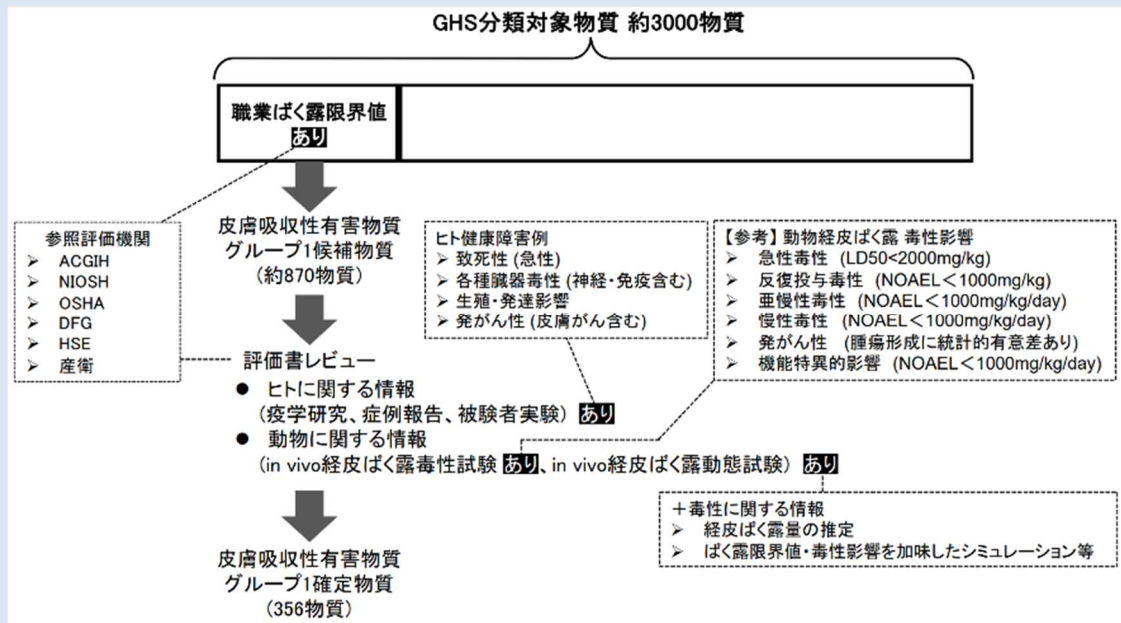 GHS分類対象物質 約3000物質
職業ばく露限界値
あり
皮膚吸収性有害物質
グループ1候補物質
(約870物質)
参照評価機関
➢ ACGIH
➢ NIOSH
➢ OSHA
➢ DFG
➢ HSE
➢ 産衛
ヒト健康障害例
➢ 致死性 (急性)
➢ 各種臓器毒性 (神経・免疫含む)
➢ 生殖・発達影響
➢ 発がん性 (皮膚がん含む)
【参考】動物経皮ばく露 毒性影響
➢ 急性毒性 (LD50<2000mg/kg)
➢ 反復投与毒性 (NOAEL<1000mg/kg)
➢ 亜慢性毒性 (NOAEL<1000mg/kg/day)
➢ 慢性毒性 (NOAEL<1000mg/kg/day)
➢ 発がん性 (腫瘍形成に統計的有意差あり)
➢ 機能特異的影響 (NOAEL<1000mg/kg/day)
評価書レビュー
● ヒトに関する情報
(疫学研究、症例報告、被験者実験) あり
● 動物に関する情報
(in vivo経皮ばく露毒性試験 あり、in vivo経皮ばく露動態試験) あり
+毒性に関する情報
➢ 経皮ばく露量の推定
➢ ばく露限界値・毒性影響を加味したシミュレーション等
皮膚吸収性有害物質
グループ1確定物質
(356物質)